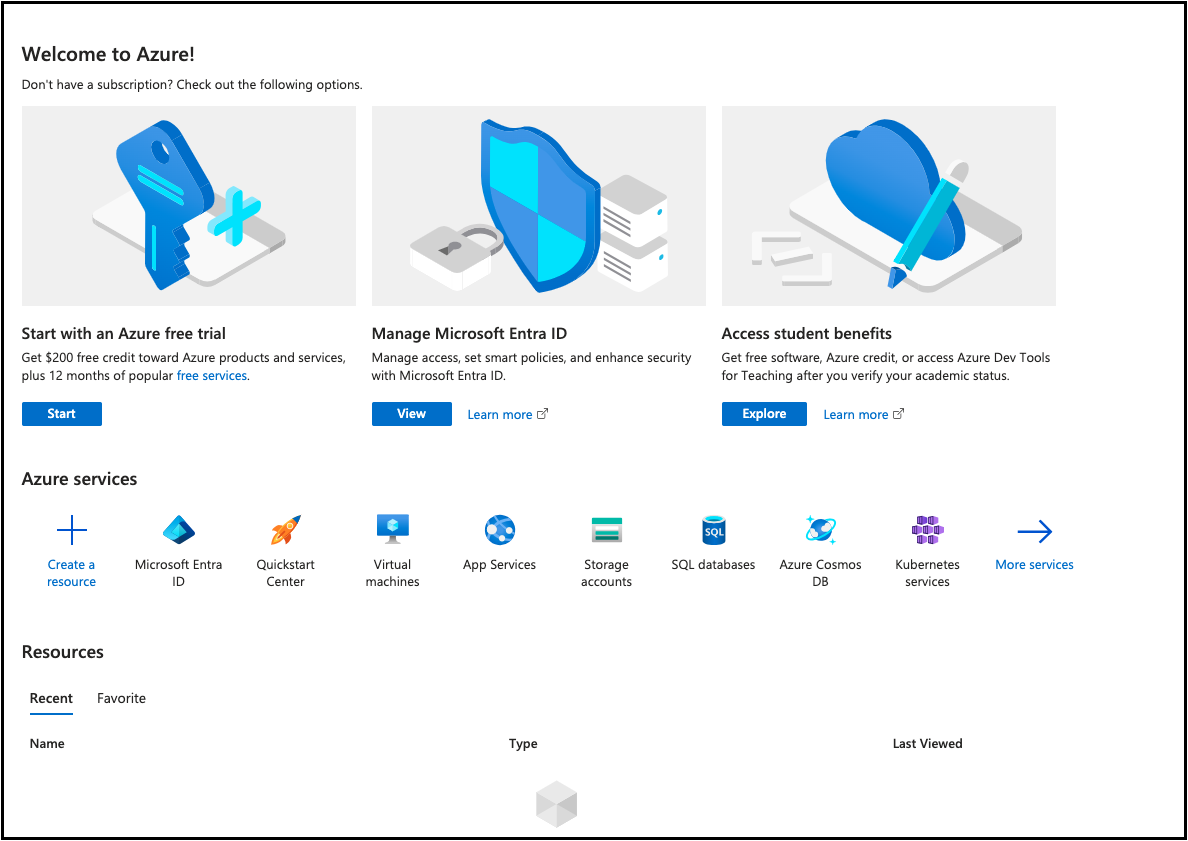 Welcome to Azure!
Don't have a subscription? Check out the following options.
Start with an Azure free trial
Get $200 free credit toward Azure products and services,
plus 12 months of popular free services.
Start
Manage Microsoft Entra ID
Manage access, set smart policies, and enhance security
with Microsoft Entra ID.
View
Learn more
Access student benefits
Get free software, Azure credit, or access Azure Dev Tools
for Teaching after you verify your academic status.
Explore
Learn more
Azure services
Create a
resource
Microsoft Entra
ID
Quickstart
Center
Virtual
machines
App Services
Storage
accounts
SQL
SQL databases
Azure Cosmos
DB
Kubernetes
services
More services
Resources
Recent
Favorite
Name
Type
Last Viewed